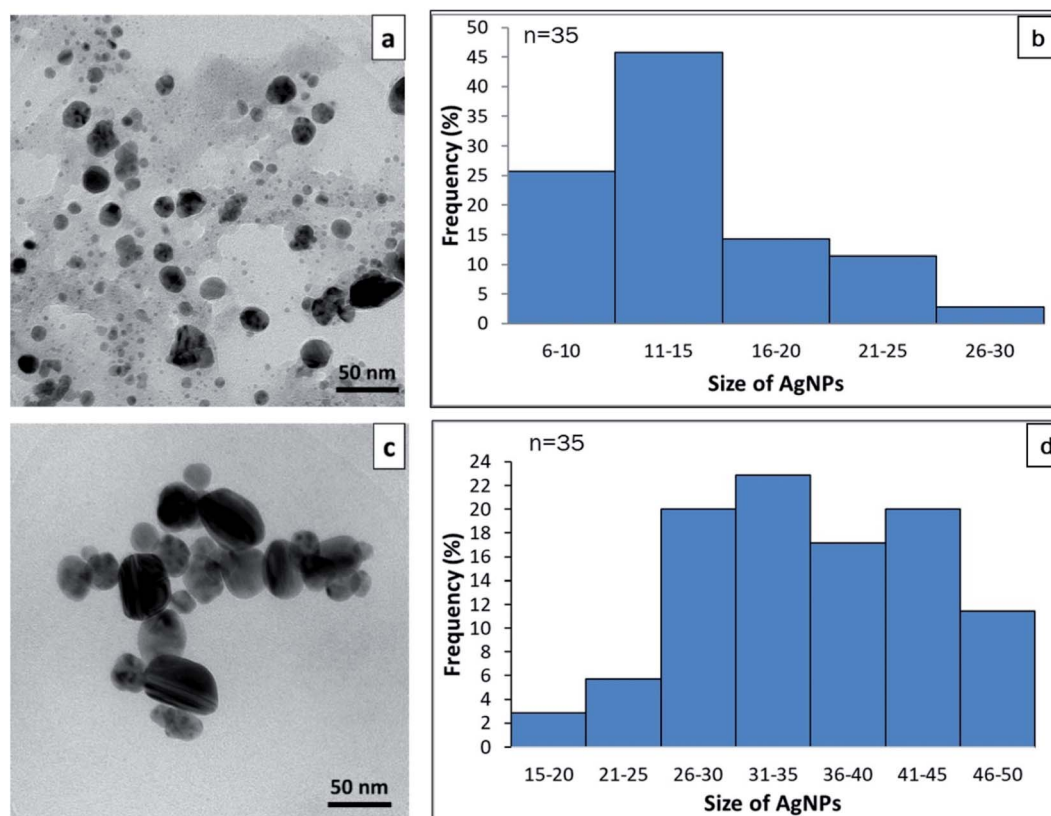 a
50 nm
n=35
b
50
45
40
35
30
25
20
15
10
5
0
Frequency (%)
6-10 11-15 16-20 21-25 26-30
Size of AgNPs
c
50 nm
n=35
d
24
22
20
18
16
14
12
10
8
6
4
2
0
Frequency (%)
15-20 21-25 26-30 31-35 36-40 41-45 46-50
Size of AgNPs